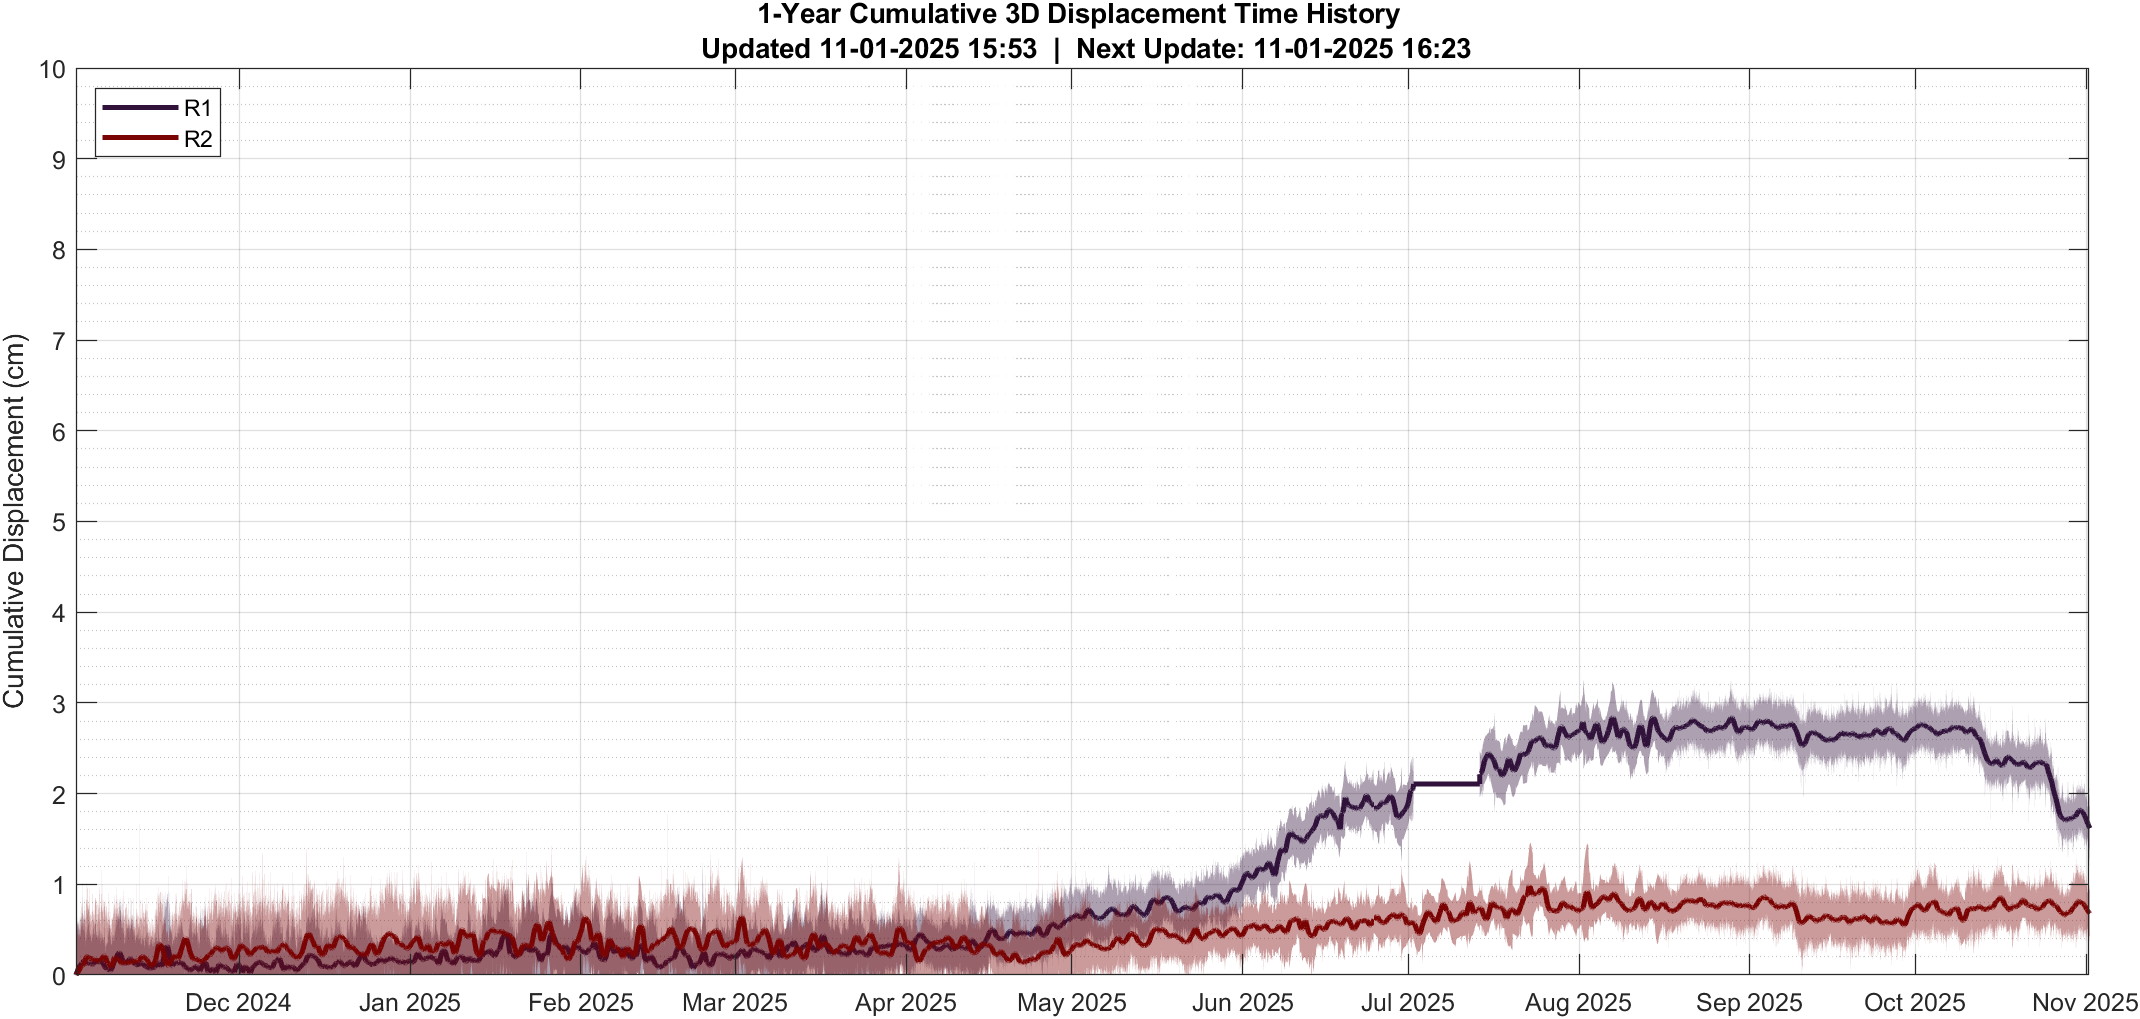 1-Year Cumulative 3D Displacement Time History
Updated 11-01-2025 15:53 | Next Update: 11-01-2025 16:23
R1
R2
Cumulative Displacement (cm)
10
9
8
7
6
5
4
3
2
1
0
Dec 2024 Jan 2025 Feb 2025 Mar 2025 Apr 2025 May 2025 Jun 2025 Jul 2025 Aug 2025 Sep 2025 Oct 2025 Nov 2025